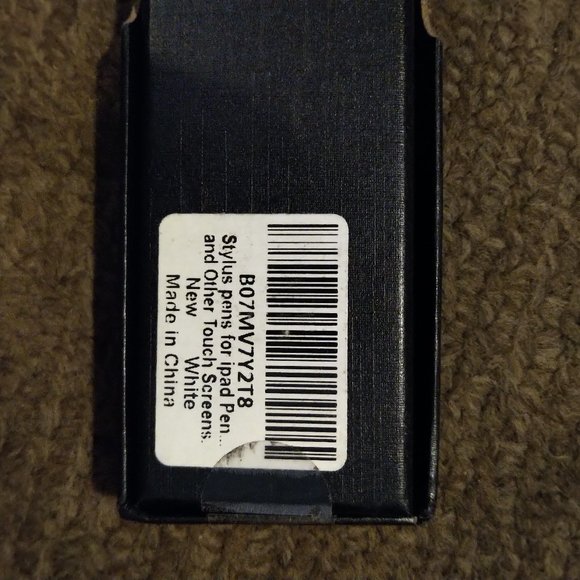 B07MV7Y2T8
Stylus pens for ipad Pen...
and Other Touch Screens.
New White
Made in China